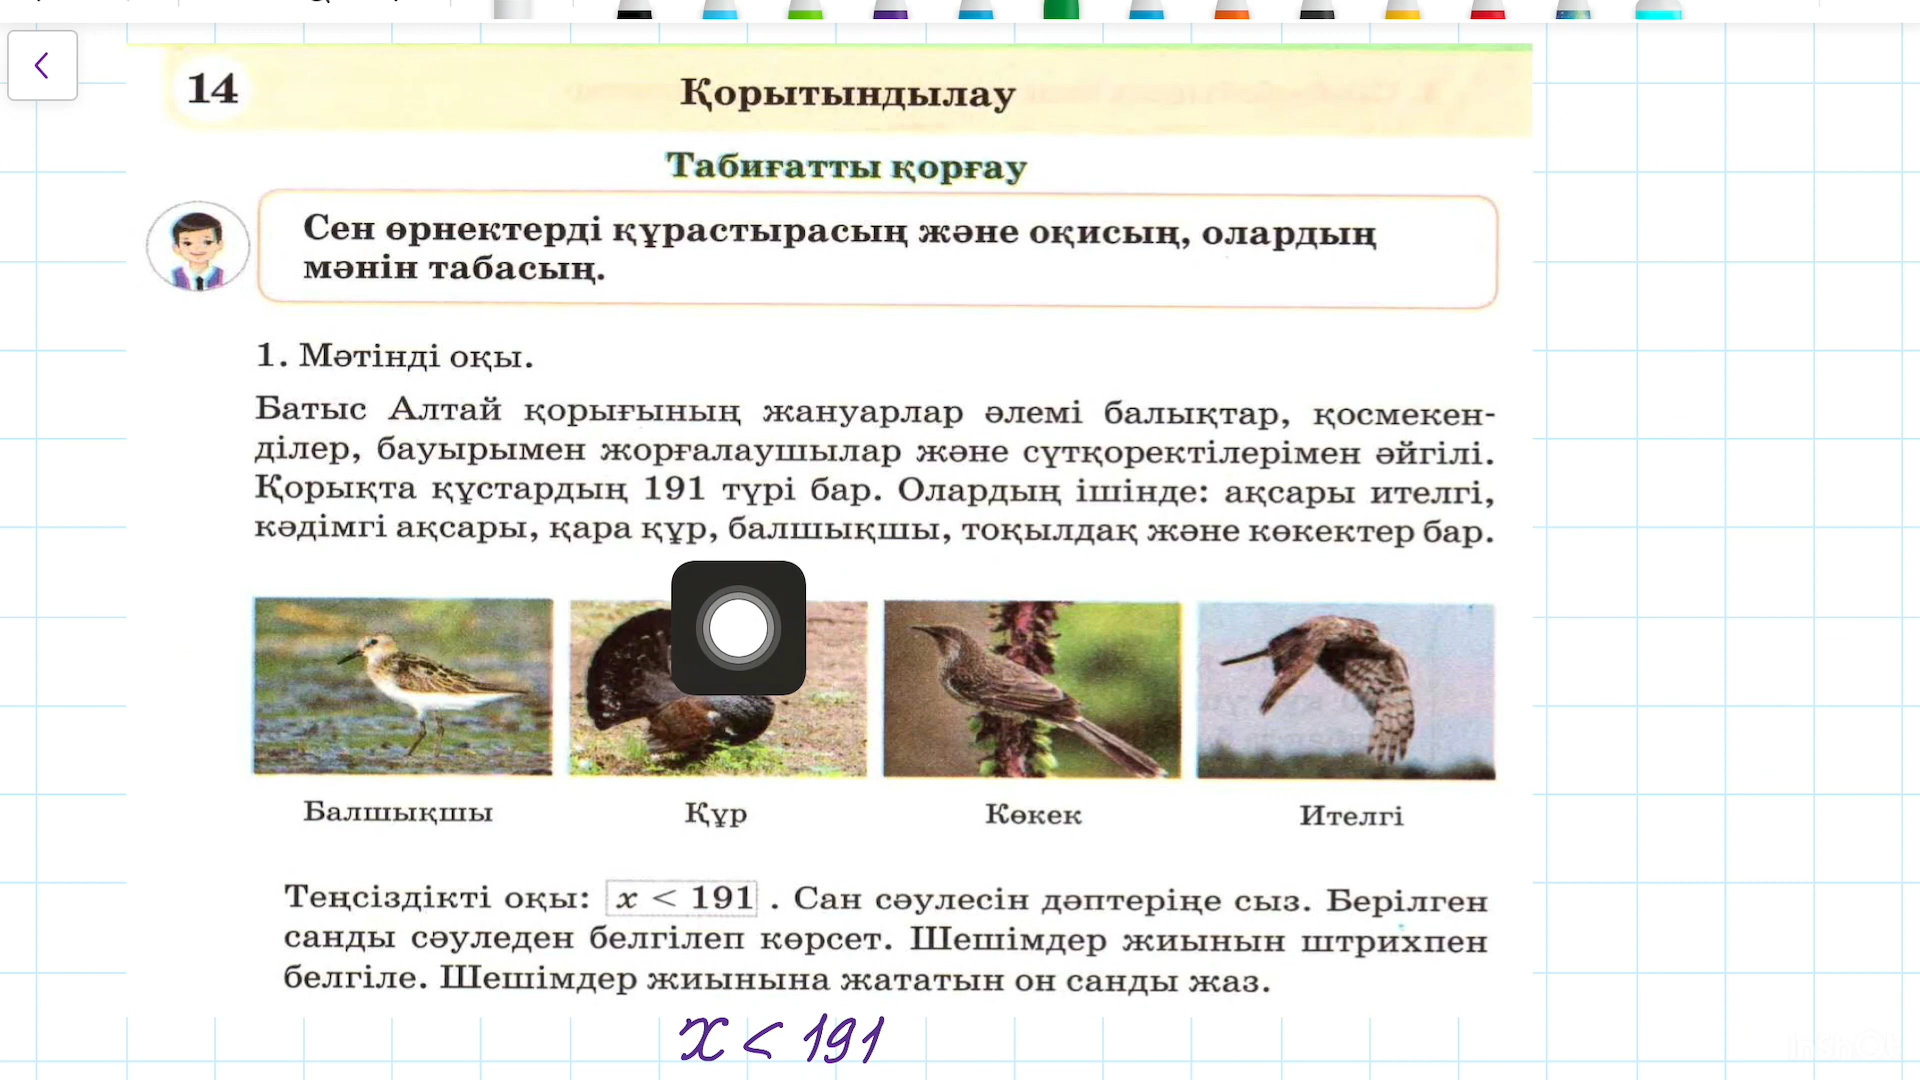 14
Қорытындылау
Табиғатты қорғау
Сен өрнектерді құрастырасың және оқисың, олардың
мәнін табасың.
1. Мәтінді оқы.
Батыс Алтай қорығының жануарлар әлемі балықтар, қосмекен-
ділер, бауырымен жорғалаушылар және сүтқоректілерімен әйгілі.
Қорықта құстардың 191 түрі бар. Олардың ішінде: ақсары ителгі,
кәдімгі ақсары, қара құр, балшықшы, тоқылдақ және көкектер бар.
Балшықшы
Құр
Көкек
Ителгі
Теңсіздікті оқы: x < 191 . Сан сәулесін дәптеріңе сыз. Берілген
санды сәуледен белгілеп көрсет. Шешімдер жиынын штрихпен
белгіле. Шешімдер жиынына жататын он санды жаз.
x < 191